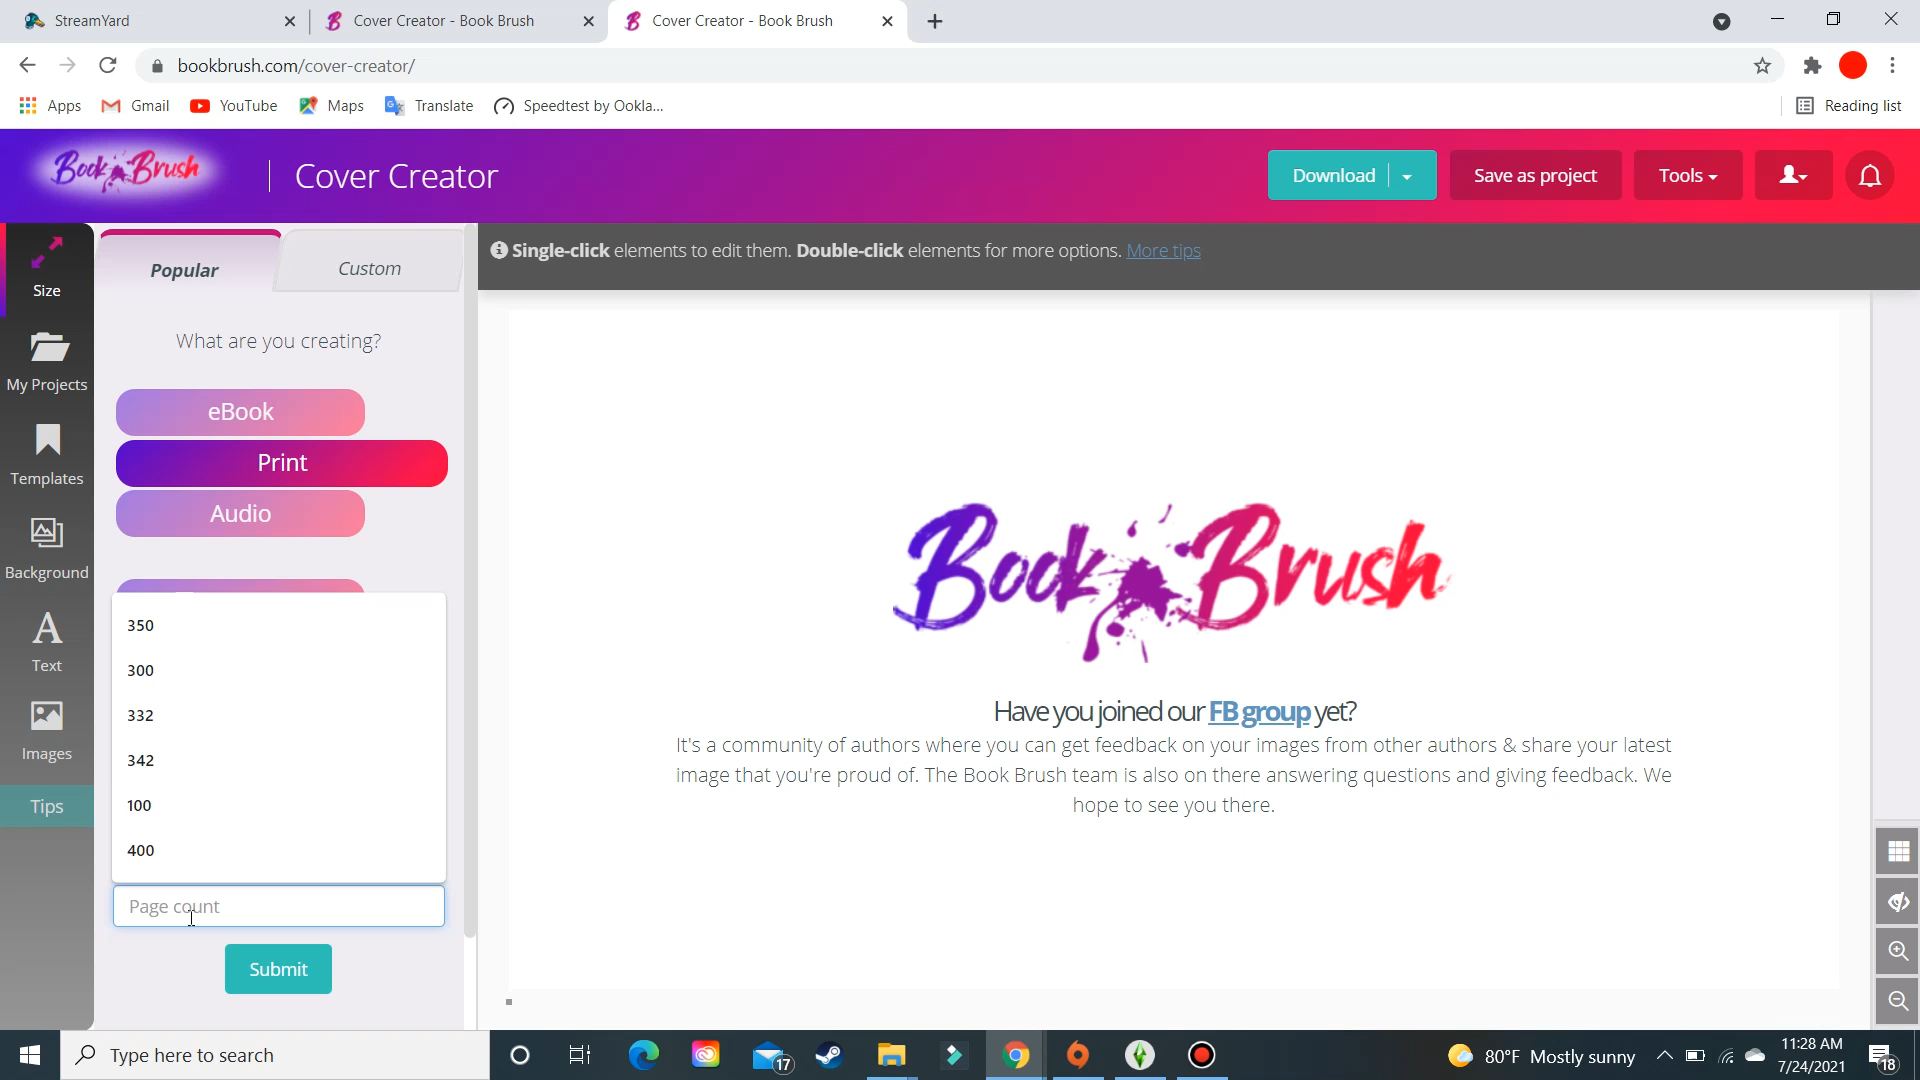 StreamYard
Cover Creator - Book Brush
Cover Creator - Book Brush
bookbrush.com/cover-creator/
Apps
Gmail
YouTube
Maps
Translate
Speedtest by Ookla...
Reading list
Book Brush
Cover Creator
Download
Save as project
Tools
Size
My Projects
Templates
Background
Text
Images
Tips
Popular
Custom
What are you creating?
eBook
Print
Audio
350
300
332
342
100
400
Page count
Submit
Single-click elements to edit them. Double-click elements for more options. More tips
Book Brush
Have you joined our FB group yet?
It's a community of authors where you can get feedback on your images from other authors & share your latest
image that you're proud of. The Book Brush team is also on there answering questions and giving feedback. We
hope to see you there.
Type here to search
17
80°F Mostly sunny
11:28 AM
7/24/2021
18